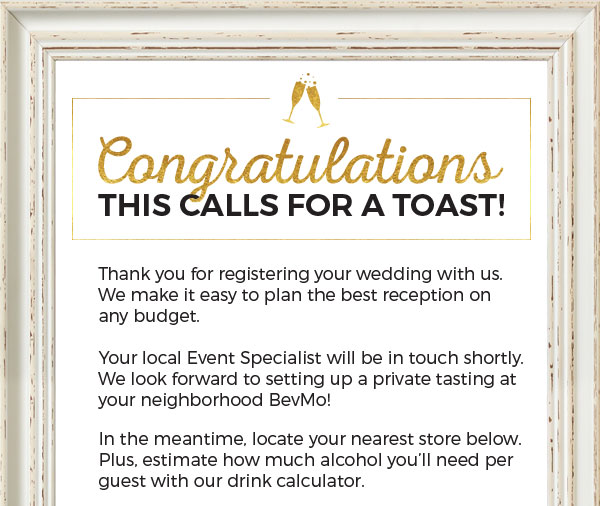 Congratulations
THIS CALLS FOR A TOAST!
Thank you for registering your wedding with us.
We make it easy to plan the best reception on
any budget.
Your local Event Specialist will be in touch shortly.
We look forward to setting up a private tasting at
your neighborhood BevMo!
In the meantime, locate your nearest store below.
Plus, estimate how much alcohol you’ll need per
guest with our drink calculator.